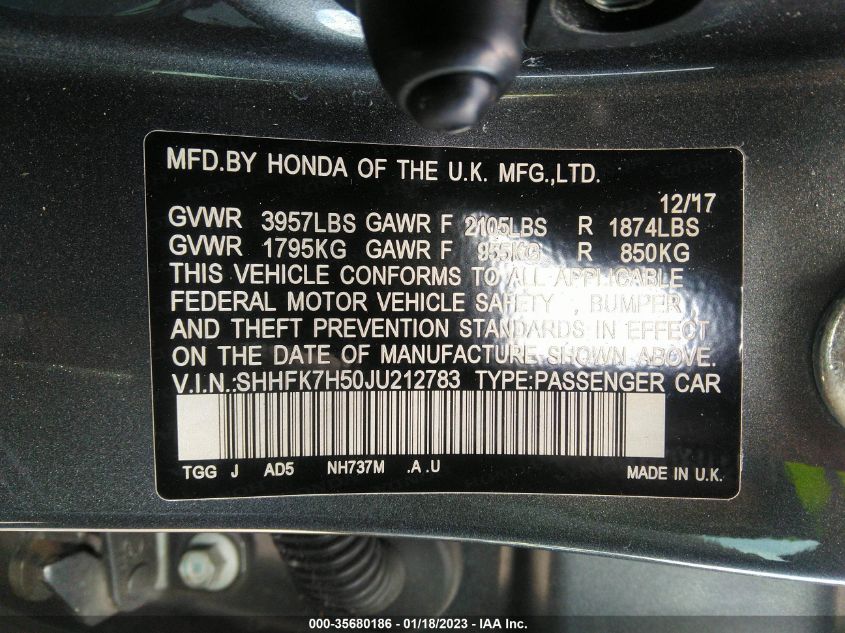 MFD.BY HONDA OF THE U.K. MFG.,LTD.
12/17
GVWR 3957LBS GAWR F 2105LBS R 1874LBS
GVWR 1795KG GAWR F 955KG R 850KG
THIS VEHICLE CONFORMS TO ALL APPLICABLE
FEDERAL MOTOR VEHICLE SAFETY , BUMPER
AND THEFT PREVENTION STANDARDS IN EFFECT
ON THE DATE OF MANUFACTURE SHOWN ABOVE.
V.I.N.:SHHFK7H50JU212783 TYPE:PASSENGER CAR
TGG J AD5 NH737M .A .U MADE IN U.K.
000-35680186 - 01/18/2023 - IAA Inc.